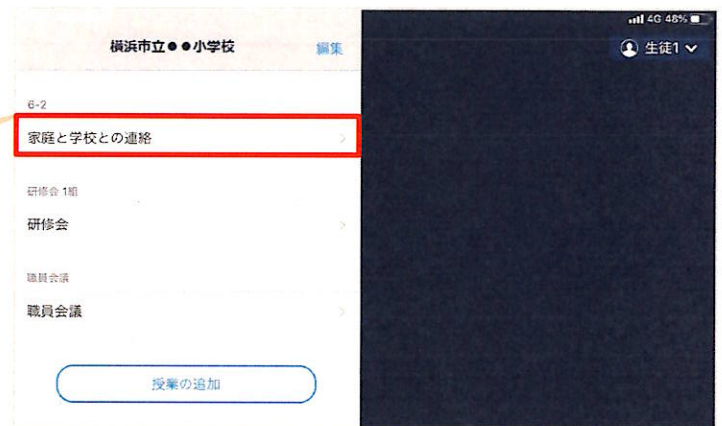 4G 48%
横浜市立●●小学校
編集
生徒1
6-2
家庭と学校との連絡
研修会 1組
研修会
職員会議
職員会議
授業の追加